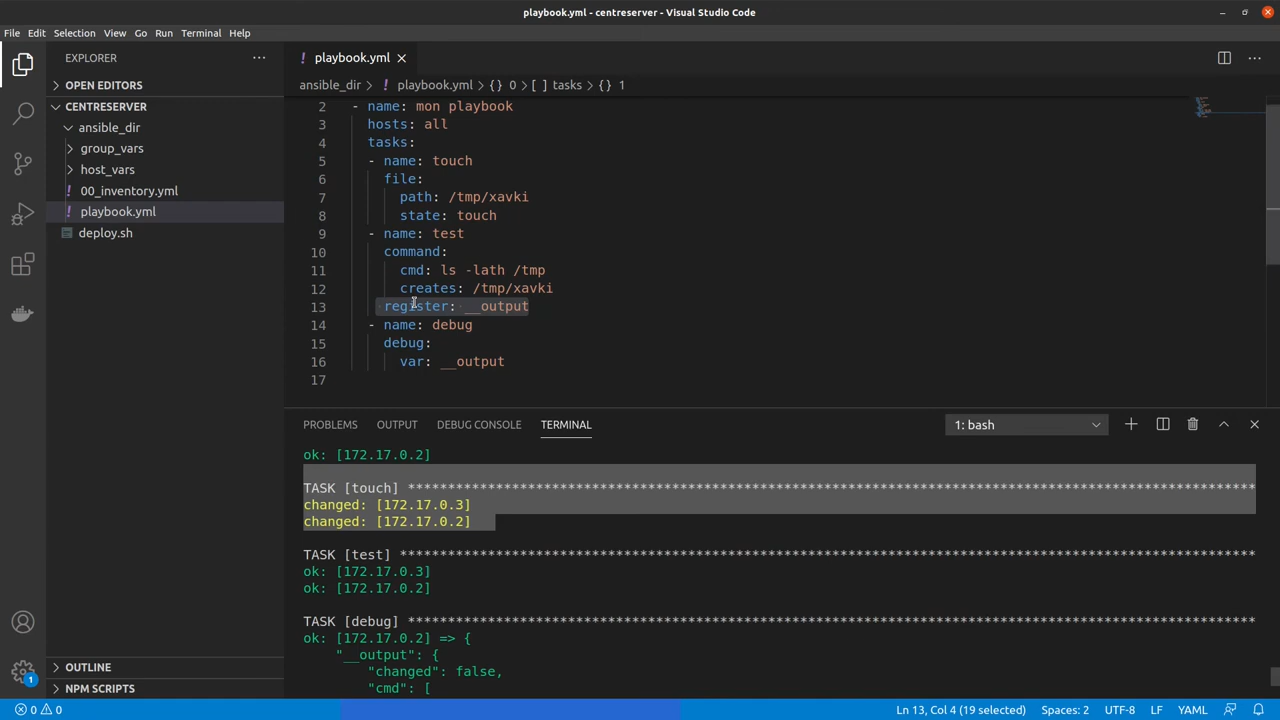 playbook.yml - centreserver - Visual Studio Code
File Edit Selection View Go Run Terminal Help
EXPLORER
OPEN EDITORS
CENTRESERVER
ansible_dir
group_vars
host_vars
! 00_inventory.yml
! playbook.yml
deploy.sh
OUTLINE
NPM SCRIPTS
! playbook.yml
ansible_dir > ! playbook.yml > {} 0 > [ ] tasks > {} 1
2 - name: mon playbook
3 hosts: all
4 tasks:
5 - name: touch
6 file:
7 path: /tmp/xavki
8 state: touch
9 - name: test
10 command:
11 cmd: ls -lath /tmp
12 creates: /tmp/xavki
13 register: __output
14 - name: debug
15 debug:
16 var: __output
17
PROBLEMS OUTPUT DEBUG CONSOLE TERMINAL 1: bash
ok: [172.17.0.2]
TASK [touch] *********************************************************************************************************
changed: [172.17.0.3]
changed: [172.17.0.2]
TASK [test] **********************************************************************************************************
ok: [172.17.0.3]
ok: [172.17.0.2]
TASK [debug] *********************************************************************************************************
ok: [172.17.0.2] => {
"__output": {
"changed": false,
"cmd": [
1
0 0 Ln 13, Col 4 (19 selected) Spaces: 2 UTF-8 LF YAML